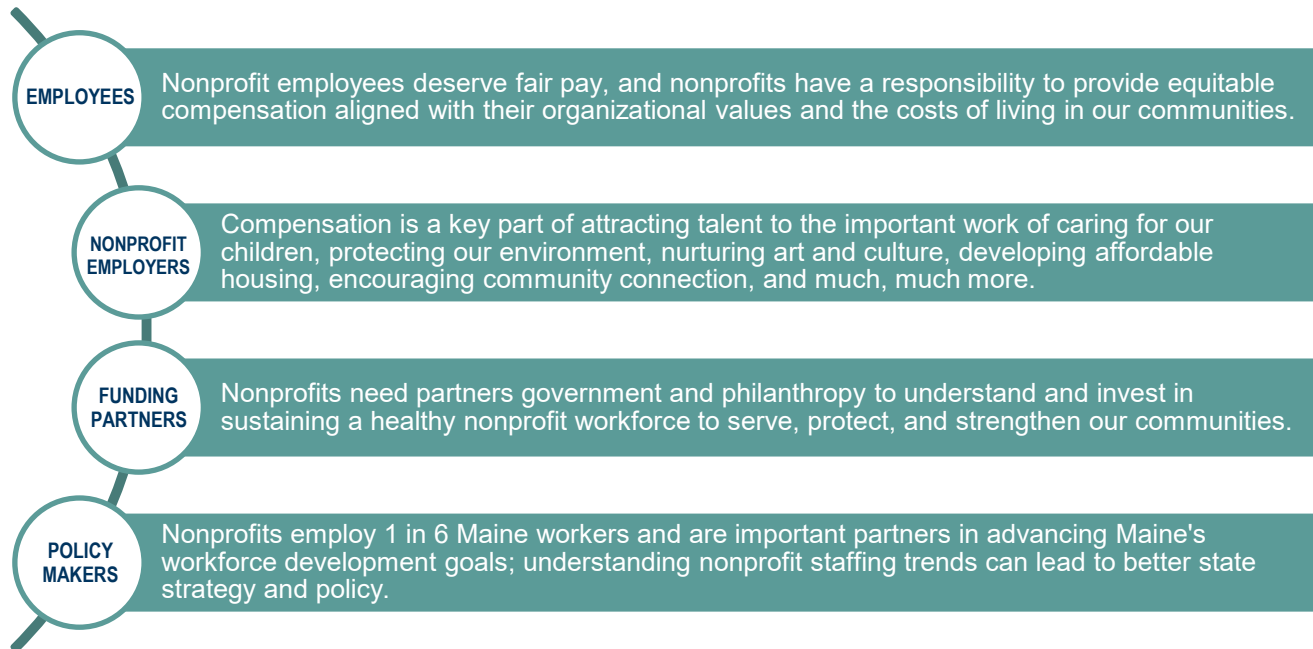 EMPLOYEES
Nonprofit employees deserve fair pay, and nonprofits have a responsibility to provide equitable
compensation aligned with their organizational values and the costs of living in our communities.
NONPROFIT
EMPLOYERS
Compensation is a key part of attracting talent to the important work of caring for our
children, protecting our environment, nurturing art and culture, developing affordable
housing, encouraging community connection, and much, much more.
FUNDING
PARTNERS
Nonprofits need partners government and philanthropy to understand and invest in
sustaining a healthy nonprofit workforce to serve, protect, and strengthen our communities.
POLICY
MAKERS
Nonprofits employ 1 in 6 Maine workers and are important partners in advancing Maine's
workforce development goals; understanding nonprofit staffing trends can lead to better state
strategy and policy.